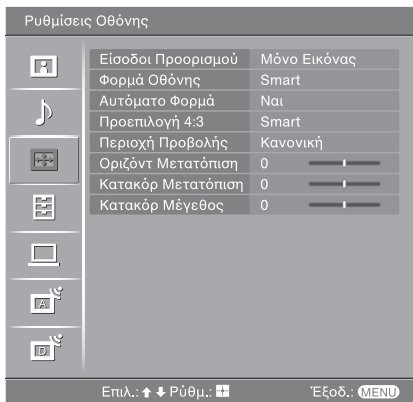 Ρυθμίσεις Οθόνης
Είσοδοι Προορισμού Μόνο Εικόνας
Φορμά Οθόνης Smart
Αυτόματο Φορμά Ναι
Προεπιλογή 4:3 Smart
Περιοχή Προβολής Κανονική
Οριζόντ Μετατόπιση 0
Κατακόρ Μετατόπιση 0
Κατακόρ Μέγεθος 0
A
D
Επιλ.: Ρύθμ.: Έξοδ.: MENU